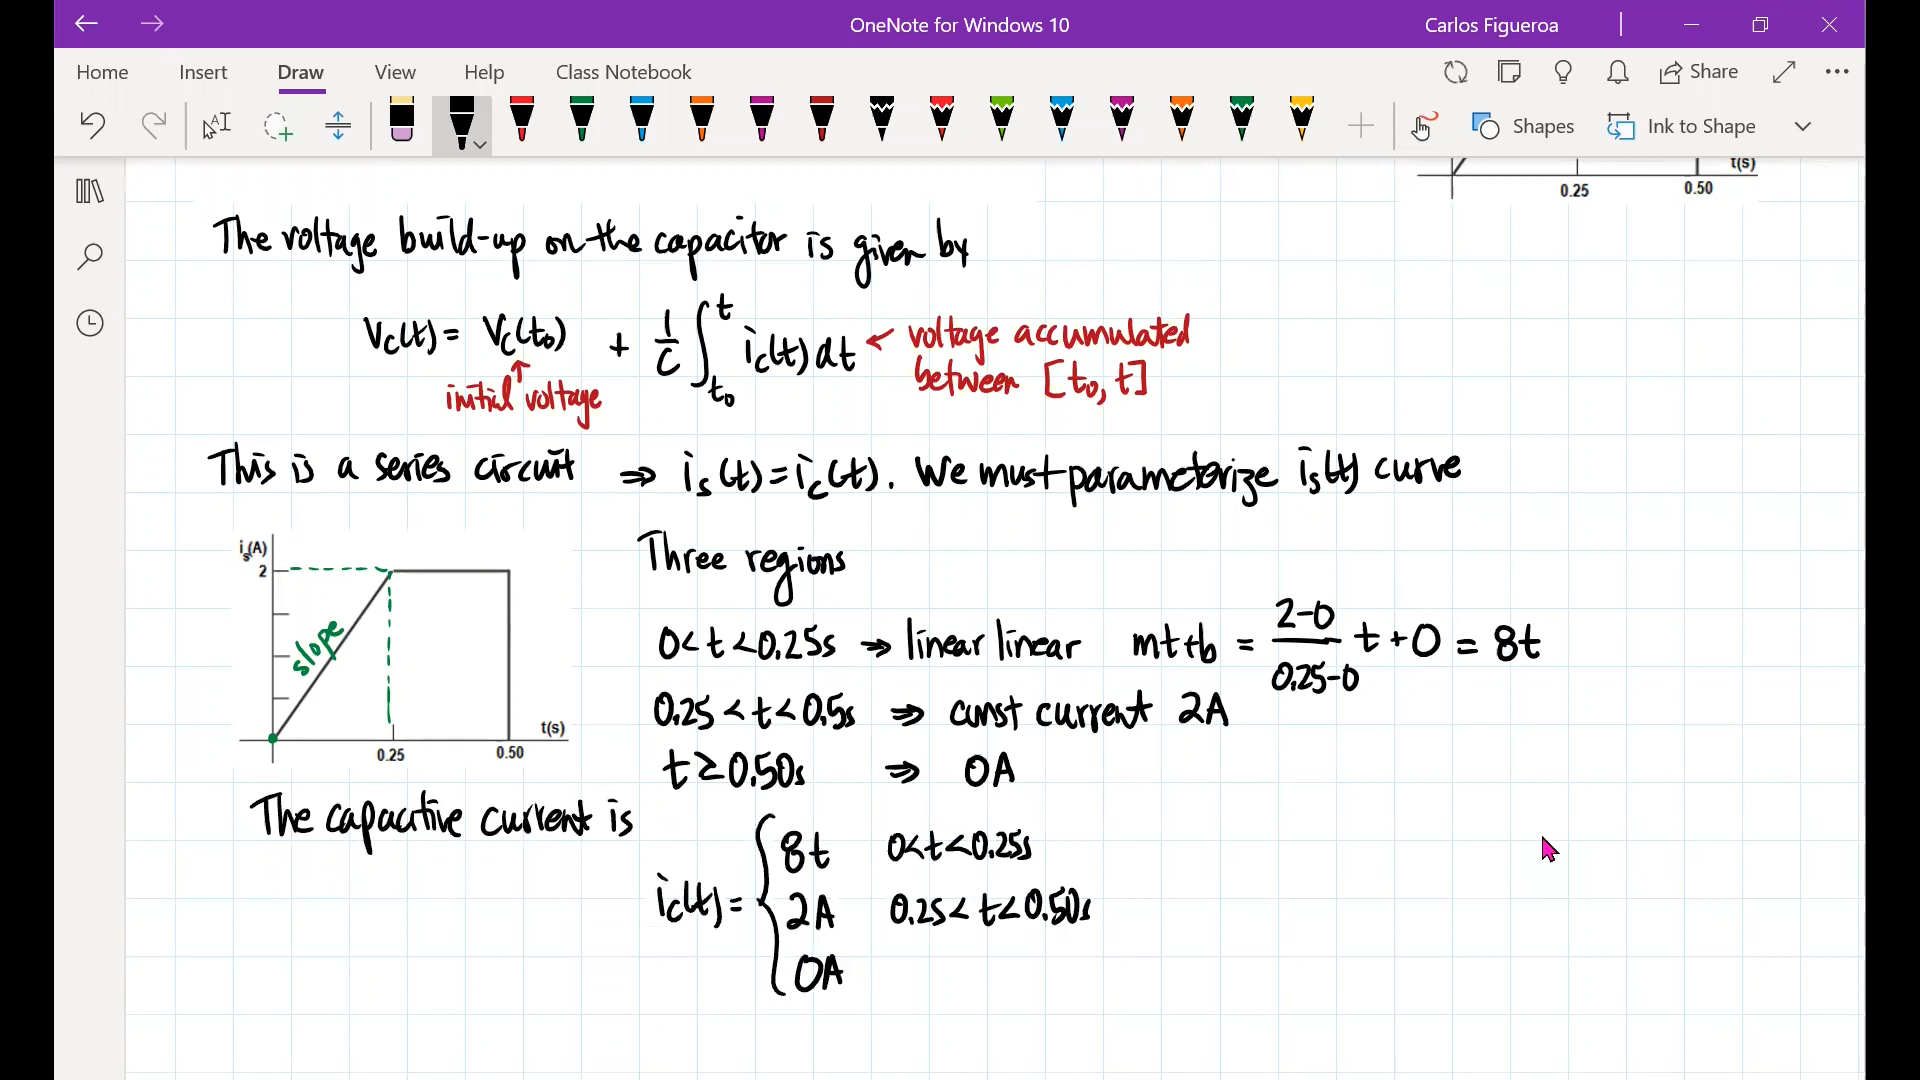 OneNote for Windows 10
Carlos Figueroa
Home Insert Draw View Help Class Notebook
Share
Shapes
Ink to Shape
t(s)
0.25 0.50
The voltage build-up on the capacitor is given by
Vc(t) = Vc(t₀) + 1/C ∫ₜ₀ᵗ ic(t) dt ← voltage accumulated
initial voltage
between [t₀, t]
This is a series circuit ⇒ is(t) = ic(t). We must parameterize is(t) curve
is(A)
2
slope
t(s)
0.25 0.50
Three regions
0<t<0.25s ⇒ linear linear mt+b = 2-0/0.25-0 t+0 = 8t
0.25<t<0.5s ⇒ const current 2A
t≥0.50s ⇒ 0A
The capacitive current is
ic(t) = { 8t 0<t<0.25s
2A 0.25<t<0.50s
0A